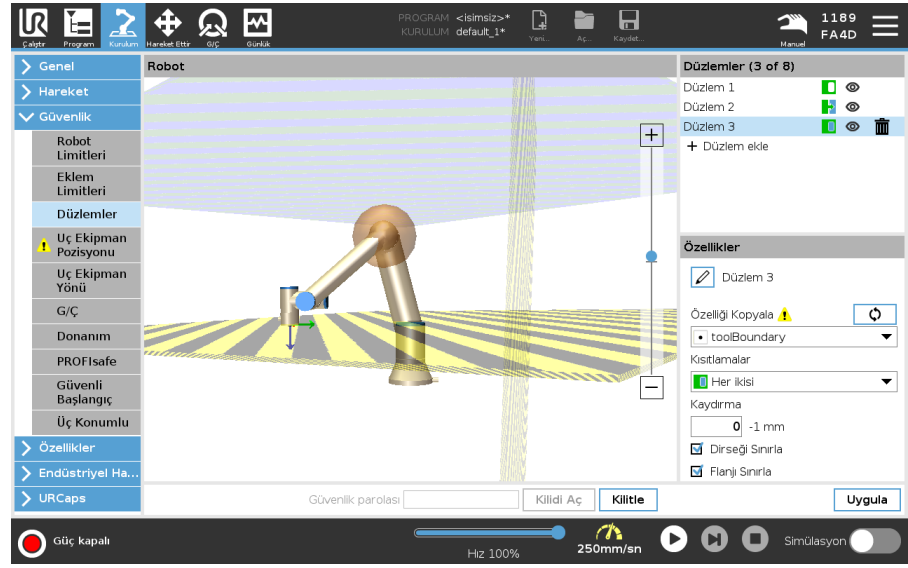 UR
Çalıştır
Program
Kurulum
Hareket Ettir
G/Ç
Günlük
PROGRAM <isimsiz>*
KURULUM default_1*
Yeni...
Aç...
Kaydet...
Manuel
1189
FA4D
Genel
Hareket
Güvenlik
Robot
Limitleri
Eklem
Limitleri
Düzlemler
Uç Ekipman
Pozisyonu
Uç Ekipman
Yönü
G/Ç
Donanım
PROFIsafe
Güvenli
Başlangıç
Üç Konumlu
Özellikler
Endüstriyel Ha...
URCaps
Robot
Düzlemler (3 of 8)
Düzlem 1
Düzlem 2
Düzlem 3
+ Düzlem ekle
Özellikler
Düzlem 3
Özelliği Kopyala
toolBoundary
Kısıtlamalar
Her ikisi
Kaydırma
0 -1 mm
Dirseği Sınırla
Flanjı Sınırla
Güvenlik parolası
Kilidi Aç
Kilitle
Uygula
Güç kapalı
Hız 100%
250mm/sn
Simülasyon